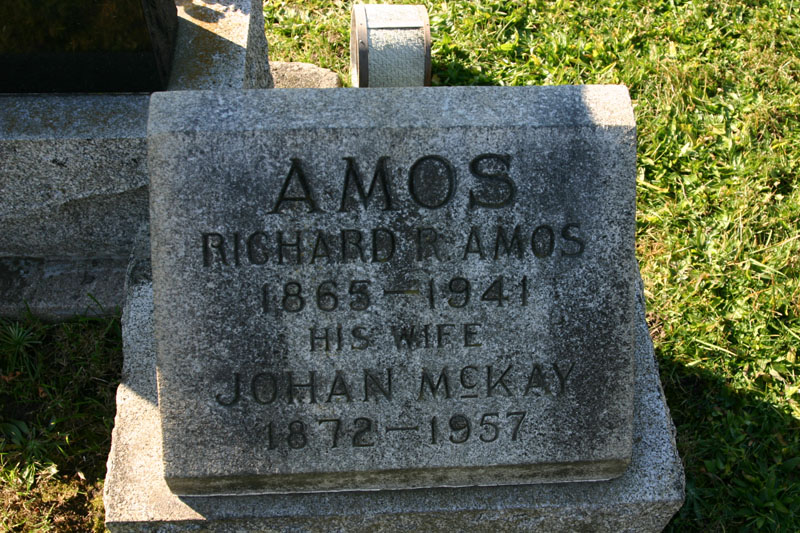 AMOS
RICHARD R. AMOS
1865 — 1941
HIS WIFE
JOHAN McKAY
1872 — 1957